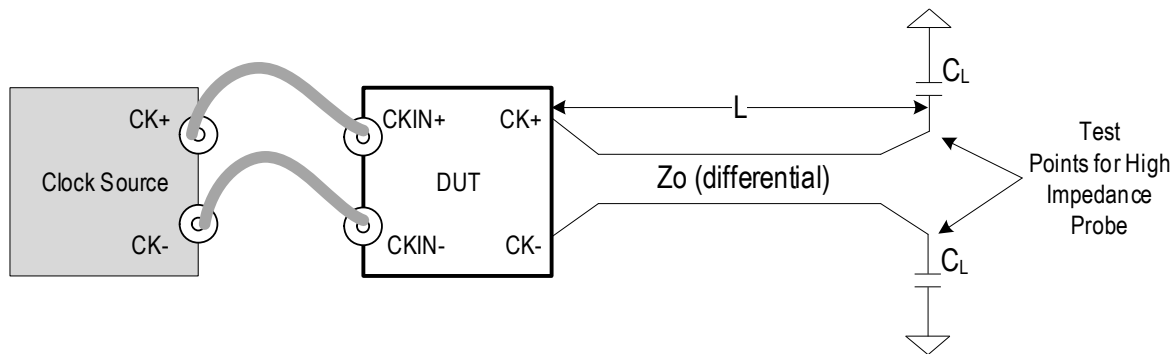 CK+
CK-
Clock Source
CKIN+
CKIN-
DUT
CK+
CK-
L
Zo (differential)
CL
CL
Test
Points for High
Impedance
Probe